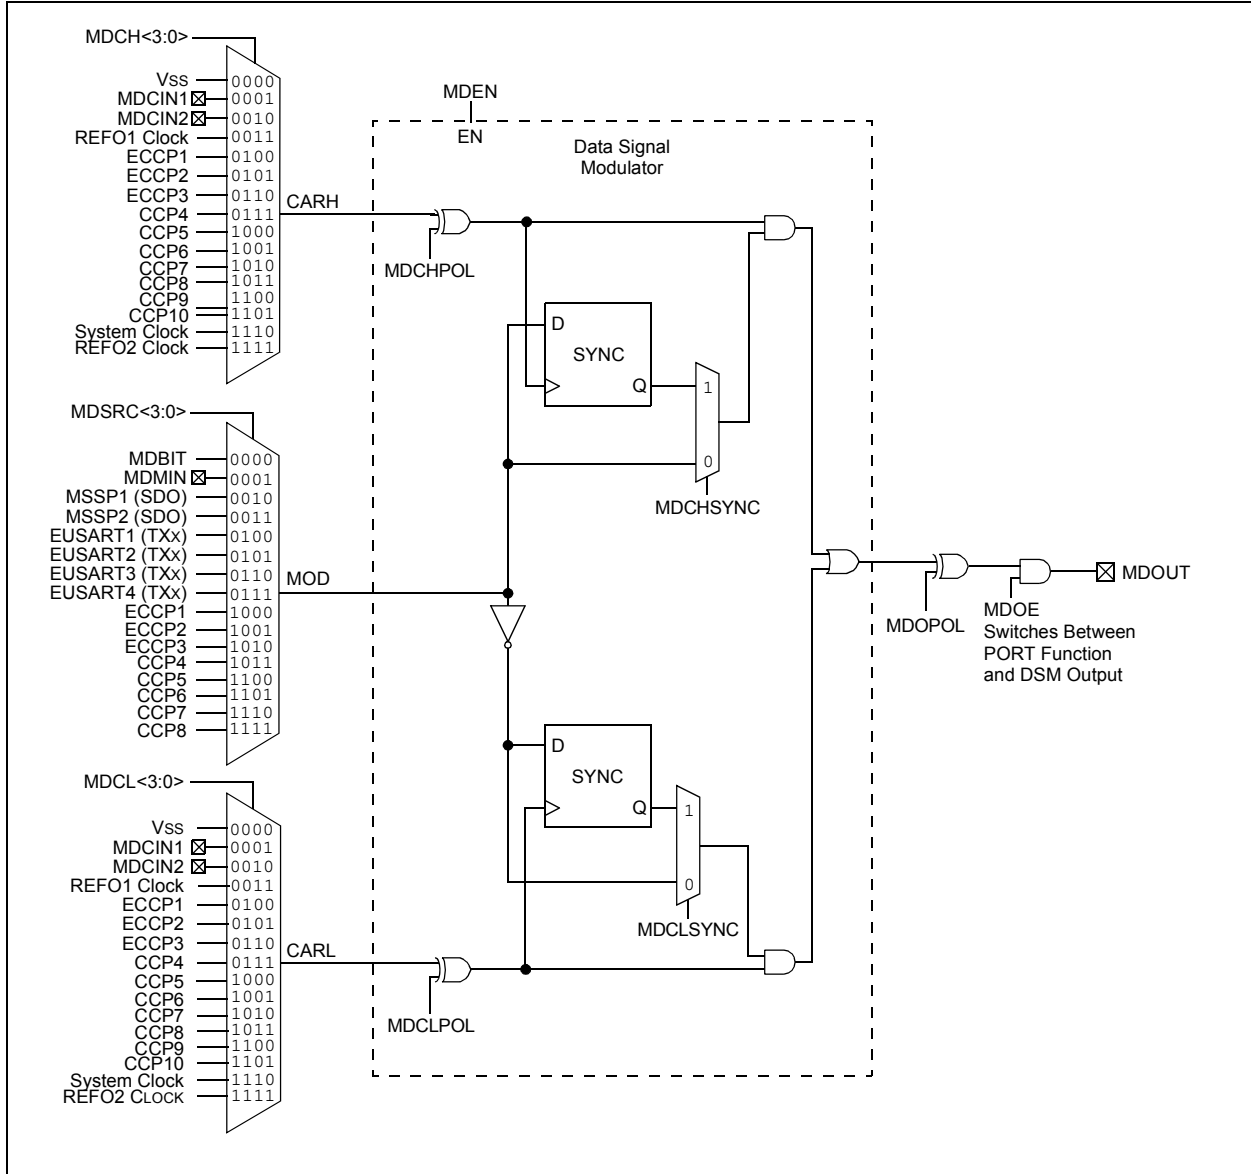 MDCH<3:0>
VSS 0000
MDCIN1 0001
MDCIN2 0010
REFO1 Clock 0011
ECCP1 0100
ECCP2 0101
ECCP3 0110
CCP4 0111
CCP5 1000
CCP6 1001
CCP7 1010
CCP8 1011
CCP9 1100
CCP10 1101
System Clock 1110
REFO2 Clock 1111
CARH
MDCHPOL
MDEN
EN
Data Signal
Modulator
D
SYNC
Q
1
0
MDCHSYNC
MDSRC<3:0>
MDBIT 0000
MDMIN 0001
MSSP1 (SDO) 0010
MSSP2 (SDO) 0011
EUSART1 (TXx) 0100
EUSART2 (TXx) 0101
EUSART3 (TXx) 0110
EUSART4 (TXx) 0111
ECCP1 1000
ECCP2 1001
ECCP3 1010
CCP4 1011
CCP5 1100
CCP6 1101
CCP7 1110
CCP8 1111
MOD
MDOPOL
MDOE
Switches Between
PORT Function
and DSM Output
MDOUT
D
SYNC
Q
1
0
MDCLSYNC
MDCL<3:0>
VSS 0000
MDCIN1 0001
MDCIN2 0010
REFO1 Clock 0011
ECCP1 0100
ECCP2 0101
ECCP3 0110
CCP4 0111
CCP5 1000
CCP6 1001
CCP7 1010
CCP8 1011
CCP9 1100
CCP10 1101
System Clock 1110
REFO2 CLOCK 1111
CARL
MDCLPOL